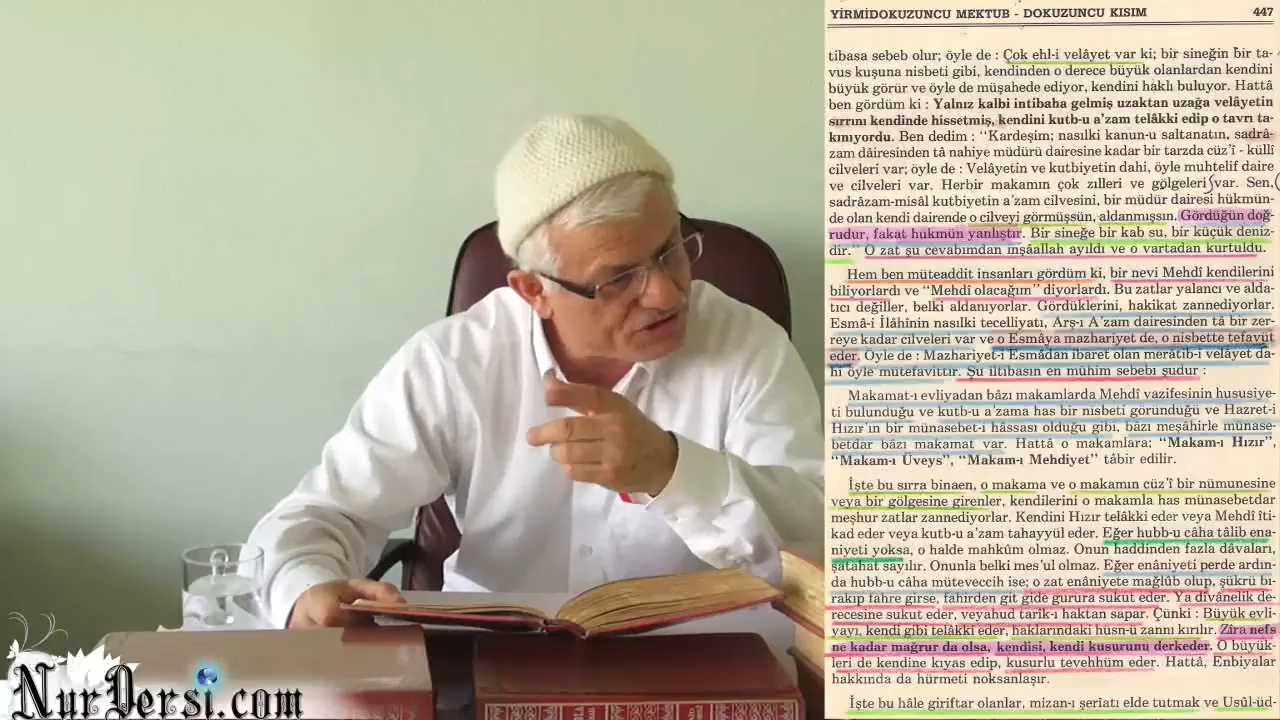 YİRMİDOKUZUNCU MEKTUB - DOKUZUNCU KISIM 447
tibasa sebeb olur; öyle de : Çok ehl-i velâyet var ki; bir sineğin bir ta-
vus kuşuna nisbeti gibi, kendinden o derece büyük olanlardan kendini
büyük görür ve öyle de müşahede ediyor, kendini haklı buluyor. Hattâ
ben gördüm ki : Yalnız kalbi intibaha gelmiş uzaktan uzağa velâyetin
sırrını kendinde hissetmiş, kendini kutb-u a'zam telâkki edip o tavrı ta-
kınıyordu. Ben dedim : "Kardeşim; nasılki kanun-u saltanatın, sadrâ-
zam dâiresinden tâ nahiye müdürü dairesine kadar bir tarzda cüz'î - küllî
cilveleri var; öyle de : Velâyetin ve kutbiyetin dahi, öyle muhtelif daire
ve cilveleri var. Herbir makamın çok zılleri ve gölgeleri var. Sen,
sadrâzam-misâl kutbiyetin a'zam cilvesini, bir müdür dairesi hükmün-
de olan kendi dairende o cilveyi görmüşsün, aldanmışsın. Gördüğün doğ-
rudur, fakat hükmün yanlıştır. Bir sineğe bir kab su, bir küçük deniz-
dir." O zat şu cevabımdan inşâallah ayıldı ve o vartadan kurtuldu.
Hem ben müteaddit insanları gördüm ki, bir nevi Mehdî kendilerini
biliyorlardı ve "Mehdî olacağım" diyorlardı. Bu zatlar yalancı ve alda-
tıcı değiller, belki aldanıyorlar. Gördüklerini, hakikat zannediyorlar.
Esmâ-i İlâhînin nasılki tecelliyatı, Arş-ı A'zam dairesinden tâ bir zer-
reye kadar cilveleri var ve o Esmâya mazhariyet de, o nisbette tefavüt
eder. Öyle de : Mazhariyet-i Esmâdan ibaret olan merâtib-i velâyet da-
hi öyle mütefavittir. Şu iltibasın en mühim sebebi şudur :
Makamat-ı evliyadan bâzı makamlarda Mehdî vazifesinin hususiye-
ti bulunduğu ve kutb-u a'zama has bir nisbeti göründüğü ve Hazret-i
Hızır'ın bir münasebet-i hâssası olduğu gibi, bâzı meşâhirle münase-
betdar bâzı makamat var. Hattâ o makamlara; "Makam-ı Hızır",
"Makam-ı Üveys", "Makam-ı Mehdiyet" tâbir edilir.
İşte bu sırra binaen, o makama ve o makamın cüz'î bir nümunesine
veya bir gölgesine girenler, kendilerini o makamla has münasebetdar
meşhur zatlar zannediyorlar. Kendini Hızır telâkki eder veya Mehdî îti-
kad eder veya kutb-u a'zam tahayyül eder. Eğer hubb-u câha tâlib ena-
niyeti yoksa, o halde mahkûm olmaz. Onun haddinden fazla dâvaları,
şatahat sayılır. Onunla belki mes'ul olmaz. Eğer enâniyeti perde ardın-
da hubb-u câha müteveccih ise; o zat enâniyete mağlûb olup, şükrü bı-
rakıp fahre girse, fahirden git gide gurura sukut eder. Ya dîvânelik de-
recesine sukut eder, veyahud tarik-i haktan sapar. Çünki : Büyük evli-
yayı, kendi gibi telâkki eder, haklarındaki hüsn-ü zannı kırılır. Zîra nefs
ne kadar mağrur da olsa, kendisi, kendi kusurunu derkeder. O büyük-
leri de kendine kıyas edip, kusurlu tevehhüm eder. Hattâ, Enbiyalar
hakkında da hürmeti noksanlaşır.
İşte bu hâle giriftar olanlar, mizan-ı şerîatı elde tutmak ve Usûl-üd-
NurDersi.com